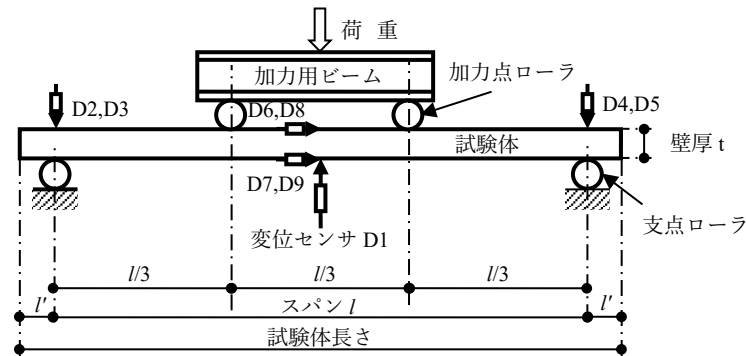 荷 重
加力用ビーム
加力点ローラ
D2,D3
D6,D8
D4,D5
試験体
壁厚 t
D7,D9
変位センサ D1
支点ローラ
l/3
l/3
l/3
l'
スパン l
l'
試験体長さ